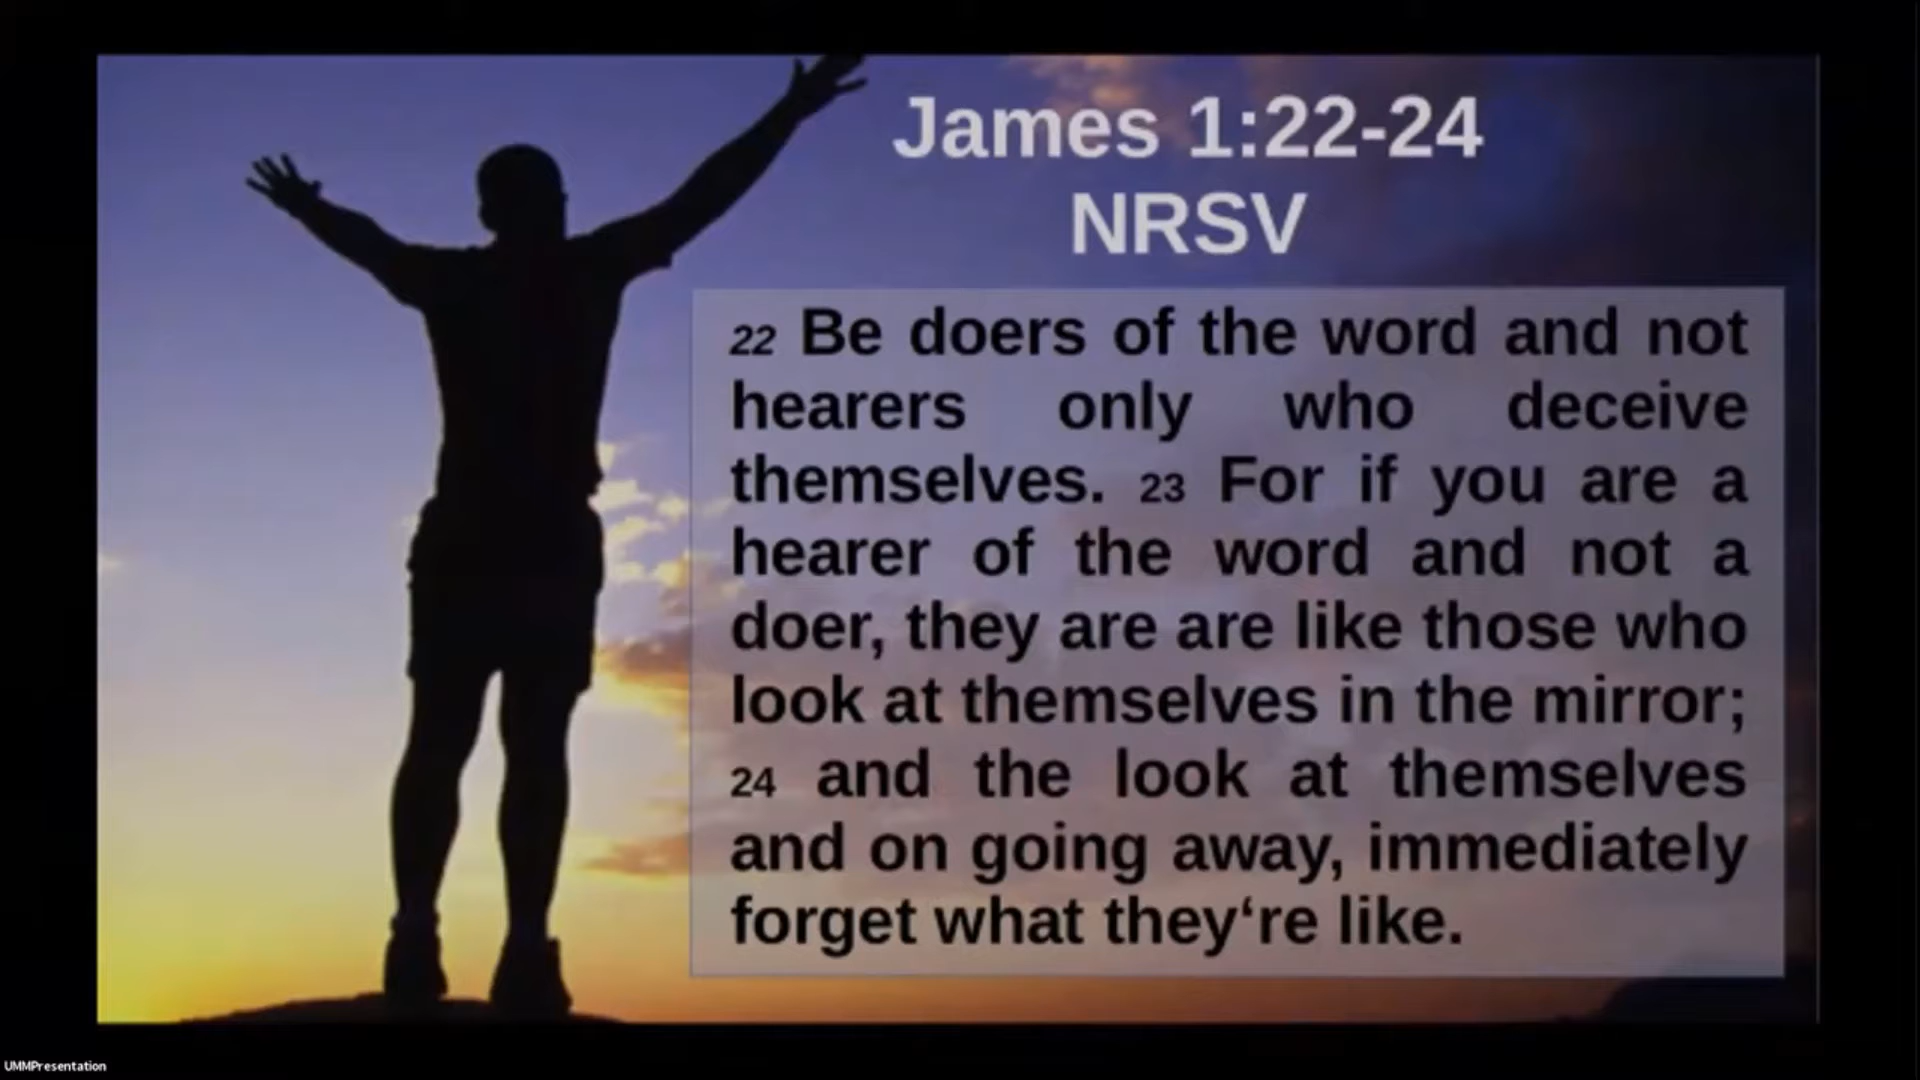 James 1:22-24
NRSV
22 Be doers of the word and not
hearers only who deceive
themselves. 23 For if you are a
hearer of the word and not a
doer, they are are like those who
look at themselves in the mirror;
24 and the look at themselves
and on going away, immediately
forget what they‘re like.
UMMPresentation